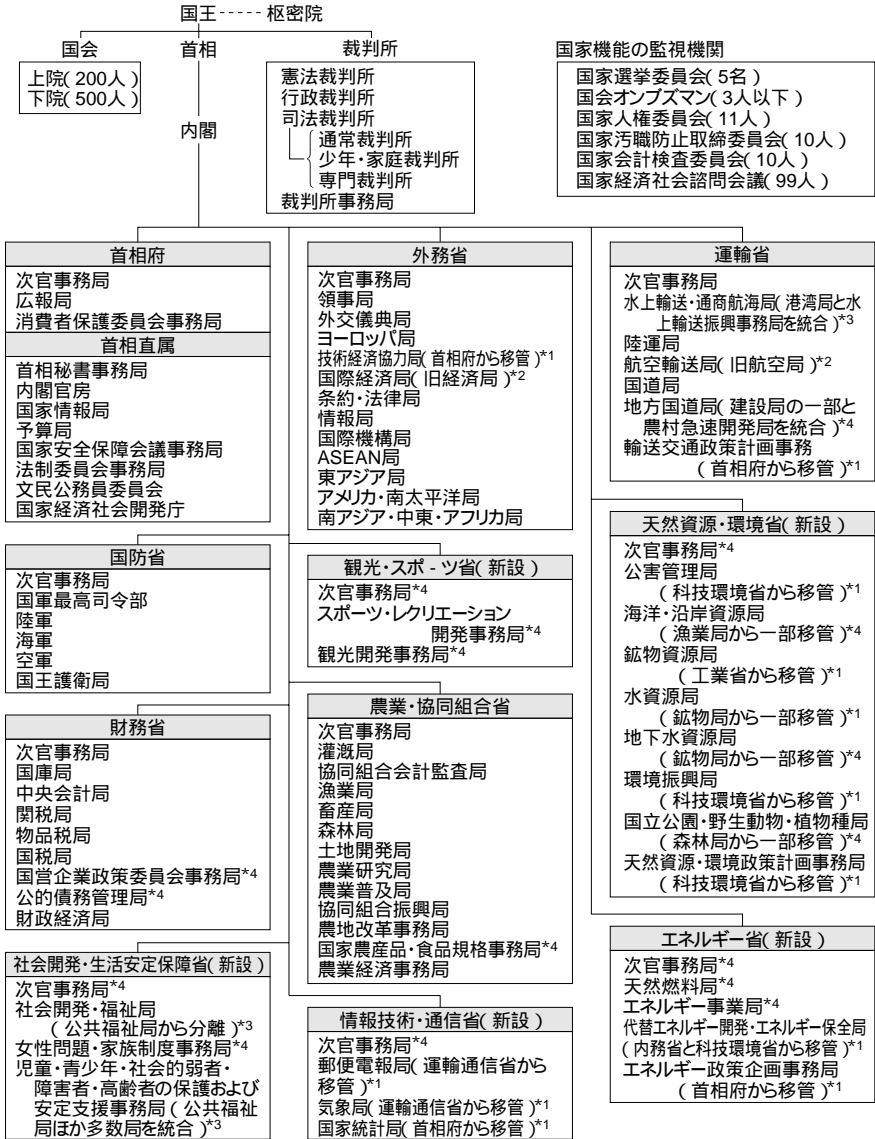 国王-----枢密院
国会
上院(200人)
下院(500人)
首相
内閣
裁判所
憲法裁判所
行政裁判所
司法裁判所
通常裁判所
少年・家庭裁判所
専門裁判所
裁判所事務局
国家機能の監視機関
国家選挙委員会(5名)
国会オンブズマン(3人以下)
国家人権委員会(11人)
国家汚職防止取締委員会(10人)
国家会計検査委員会(10人)
国家経済社会諮問会議(99人)
首相府
次官事務局
広報局
消費者保護委員会事務局
首相直属
首相秘書事務局
内閣官房
国家情報局
予算局
国家安全保障会議事務局
法制委員会事務局
文民公務員委員会
国家経済社会開発庁
国防省
次官事務局
国軍最高司令部
陸軍
海軍
空軍
国王護衛局
財務省
次官事務局
国庫局
中央会計局
関税局
物品税局
国税局
国営企業政策委員会事務局*4
公的債務管理局*4
財政経済局
社会開発・生活安定保障省(新設)
次官事務局*4
社会開発・福祉局
(公共福祉局から分離)*3
女性問題・家族制度事務局*4
児童・青少年・社会的弱者・
障害者・高齢者の保護および
安定支援事務局(公共福祉
局ほか多数局を統合)*3
外務省
次官事務局
領事局
外交儀典局
ヨーロッパ局
技術経済協力局(首相府から移管)*1
国際経済局(旧経済局)*2
条約・法律局
情報局
国際機構局
ASEAN局
東アジア局
アメリカ・南太平洋局
南アジア・中東・アフリカ局
観光・スポ-ツ省(新設)
次官事務局*4
スポーツ・レクリエーション
開発事務局*4
観光開発事務局*4
農業・協同組合省
次官事務局
灌漑局
協同組合会計監査局
漁業局
畜産局
森林局
土地開発局
農業研究局
農業普及局
協同組合振興局
農地改革事務局
国家農産品・食品規格事務局*4
農業経済事務局
情報技術・通信省(新設)
次官事務局*4
郵便電報局(運輸通信省から
移管)*1
気象局(運輸通信省から移管)*1
国家統計局(首相府から移管)*1
運輸省
次官事務局
水上輸送・通商航海局(港湾局と水
上輸送振興事務局を統合)*3
陸運局
航空輸送局(旧航空局)*2
国道局
地方国道局(建設局の一部と
農村急速開発局を統合)*4
輸送交通政策計画事務
(首相府から移管)*1
天然資源・環境省(新設)
次官事務局*4
公害管理局
(科技環境省から移管)*1
海洋・沿岸資源局
(漁業局から一部移管)*4
鉱物資源局
(工業省から移管)*1
水資源局
(鉱物局から一部移管)*1
地下水資源局
(鉱物局から一部移管)*4
環境振興局
(科技環境省から移管)*1
国立公園・野生動物・植物種局
(森林局から一部移管)*4
天然資源・環境政策計画事務局
(科技環境省から移管)*1
エネルギー省(新設)
次官事務局*4
天然燃料局*4
エネルギー事業局*4
代替エネルギー開発・エネルギー保全局
(内務省と科技環境省から移管)*1
エネルギー政策企画事務局
(首相府から移管)*1